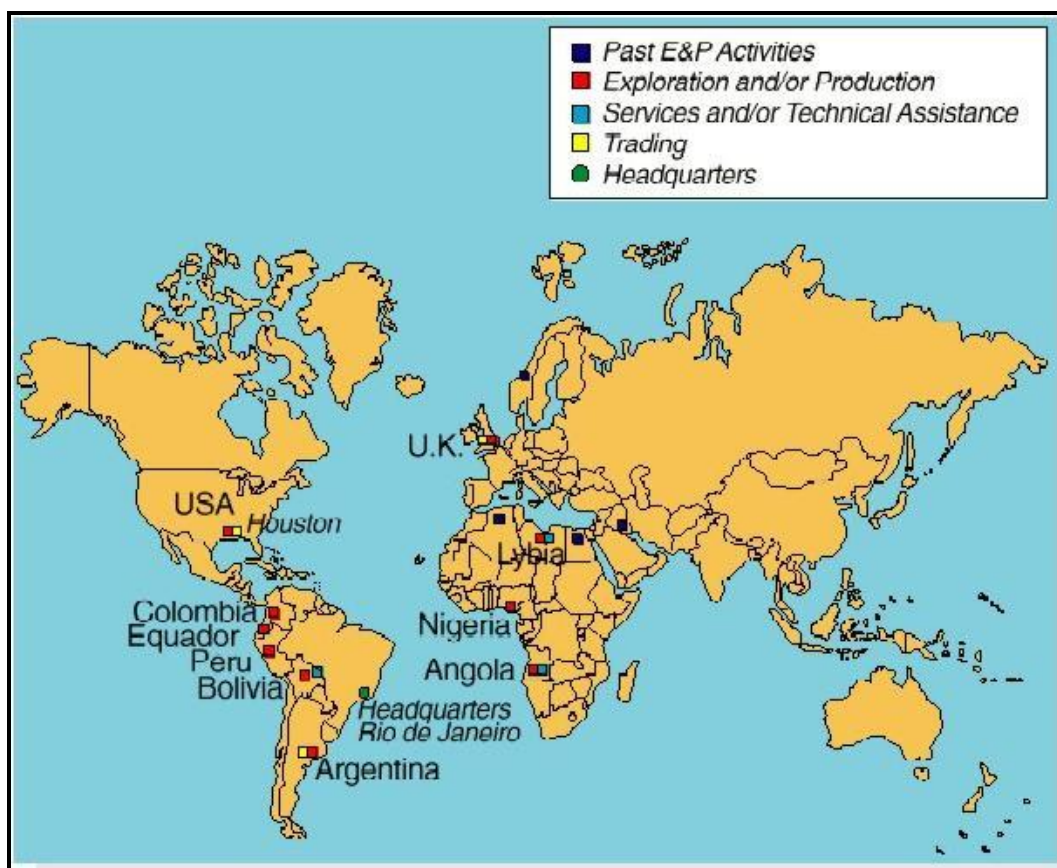 Past E&P Activities
Exploration and/or Production
Services and/or Technical Assistance
Trading
Headquarters
U.K.
USA
Houston
Lybia
Colombia
Equador
Nigeria
Peru
Angola
Bolivia
Headquarters
Rio de Janeiro
Argentina